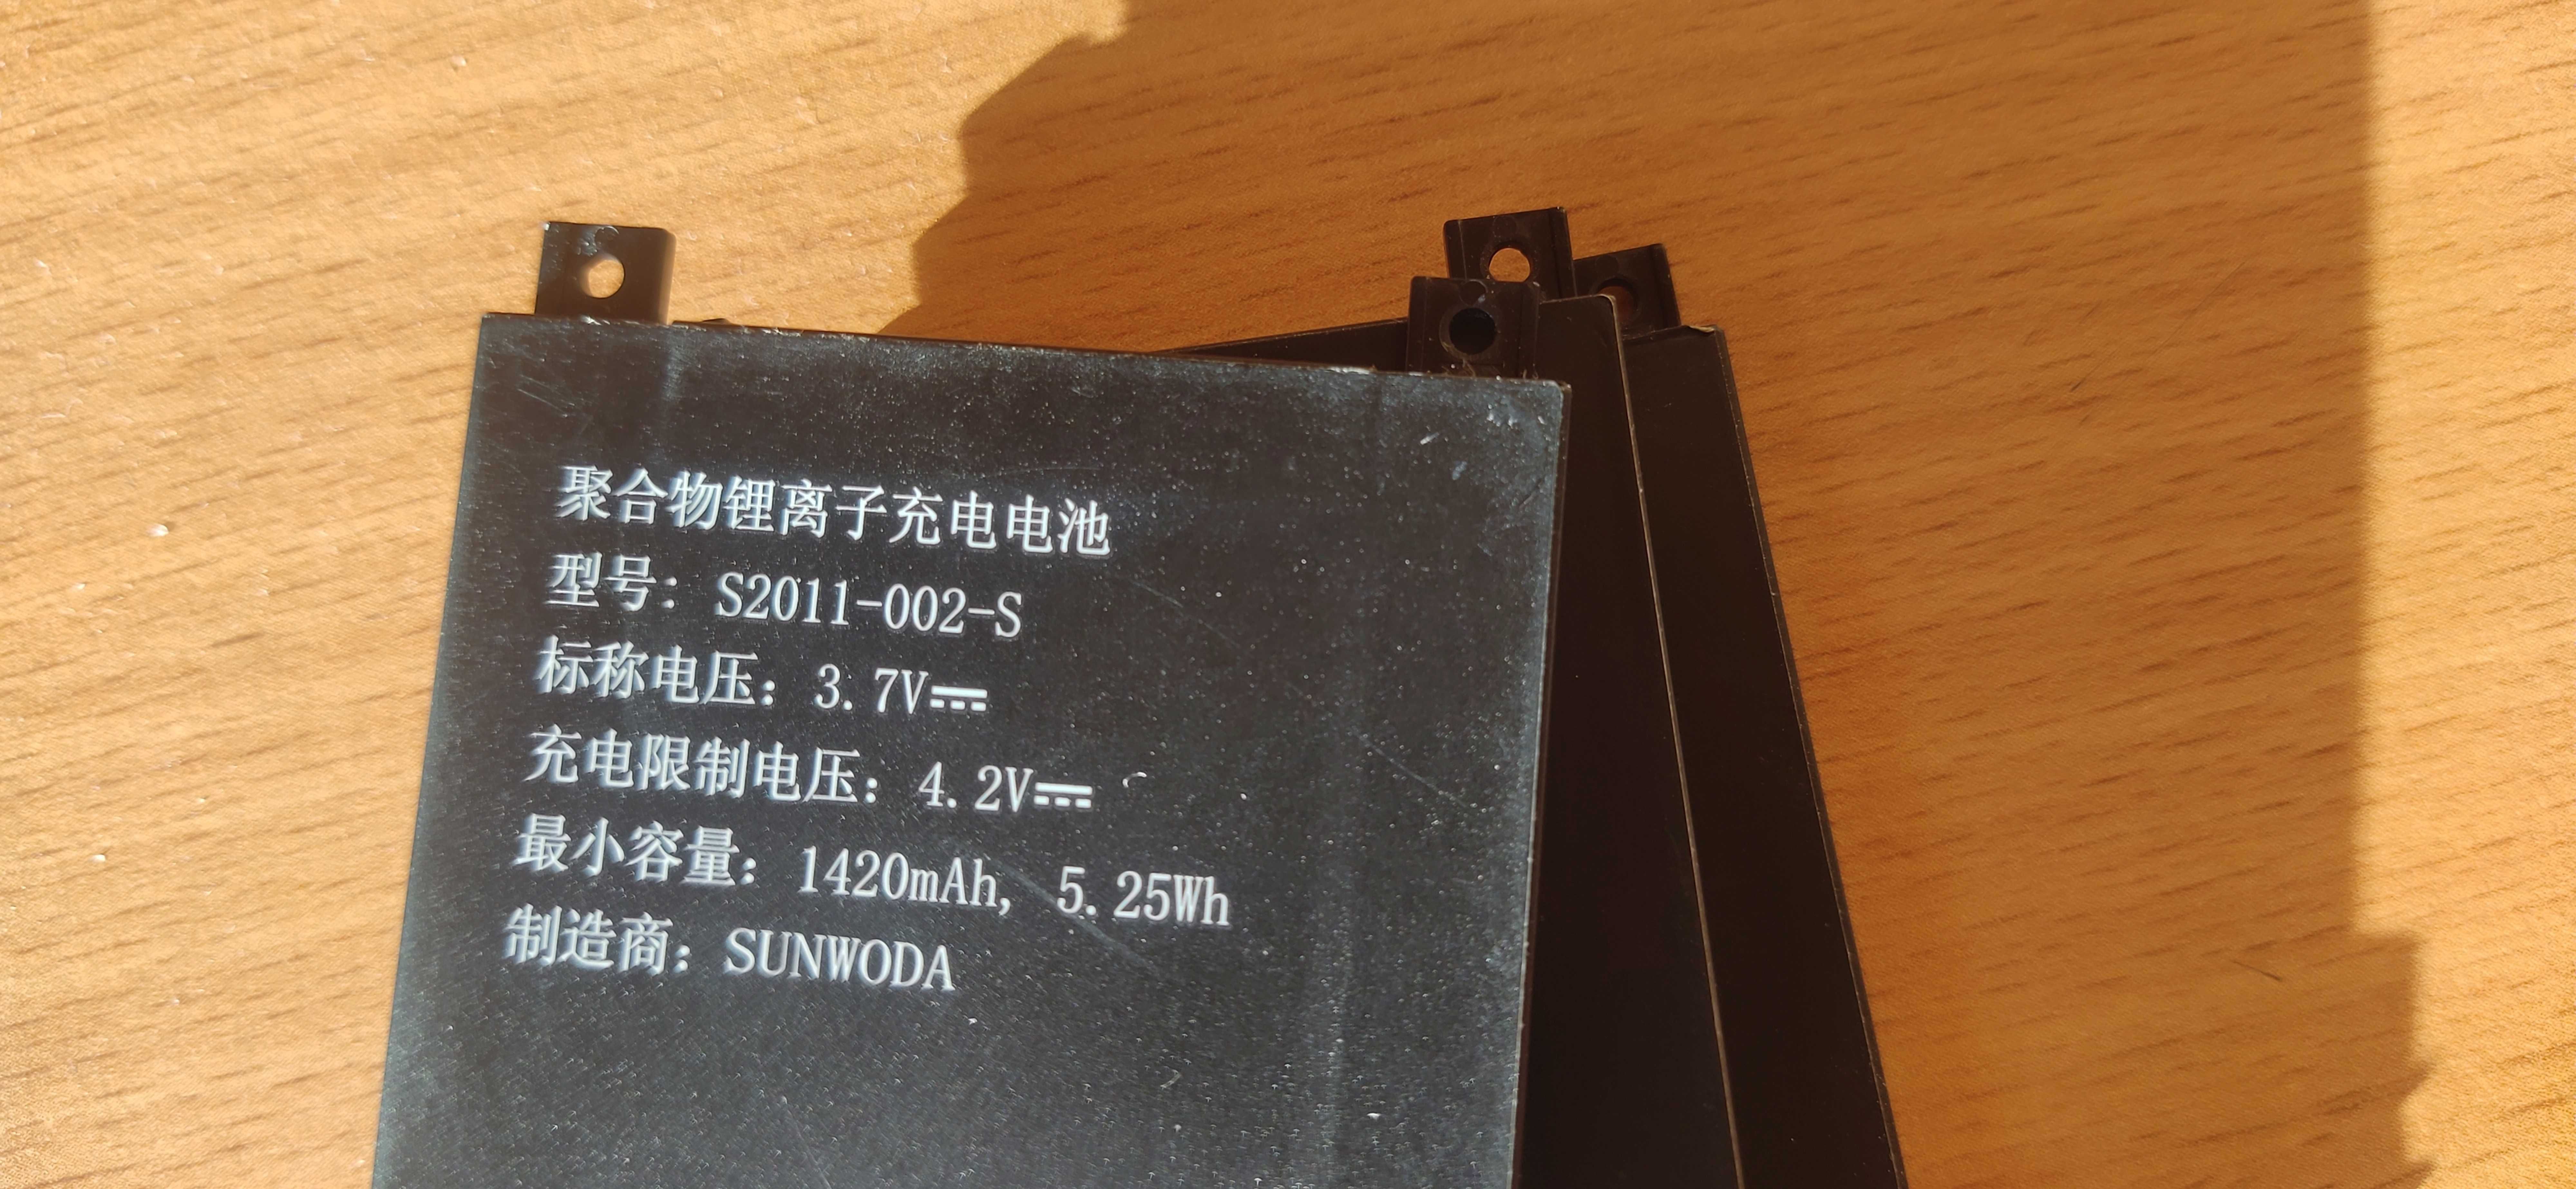 聚合物锂离子充电电池
型号: S2011-002-S
标称电压: 3.7V⎓
充电限制电压: 4.2V⎓
最小容量: 1420mAh, 5.25Wh
制造商: SUNWODA